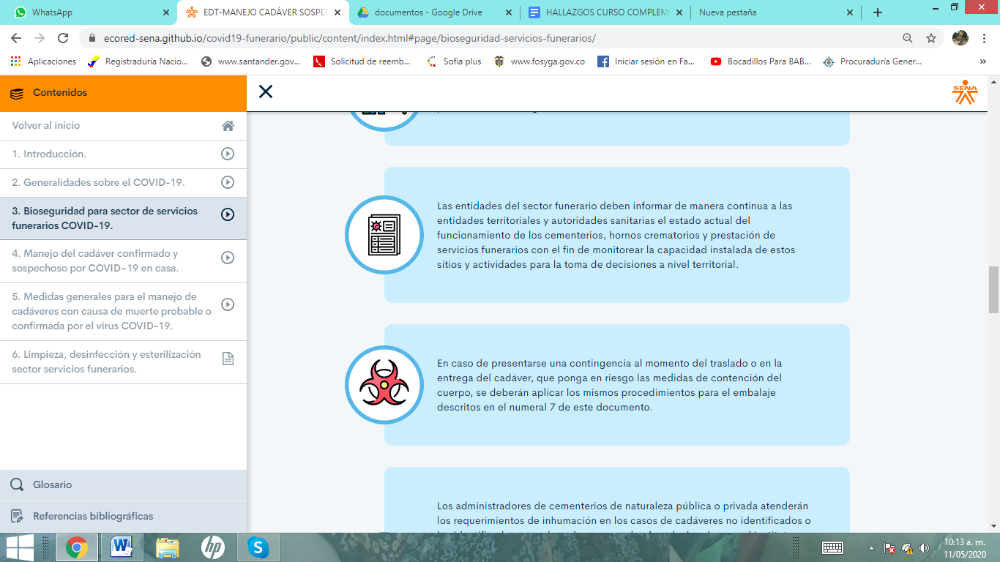 WhatsApp
EDT-MANEJO CADÁVER SOSPEC
documentos - Google Drive
HALLAZGOS CURSO COMPLEM
Nueva pestaña
ecored-sena.github.io/covid19-funerario/public/content/index.html#page/bioseguridad-servicios-funerarios/
Aplicaciones
Registraduría Nacio...
www.santander.gov...
Solicitud de reemb...
Sofia plus
www.fosyga.gov.co
Iniciar sesión en Fa...
Bocadillos Para BAB...
Procuraduría Gener...
Contenidos
SENA
Volver al inicio
1. Introducción.
2. Generalidades sobre el COVID-19.
3. Bioseguridad para sector de servicios
funerarios COVID-19.
4. Manejo del cadáver confirmado y
sospechoso por COVID–19 en casa.
5. Medidas generales para el manejo de
cadáveres con causa de muerte probable o
confirmada por el virus COVID-19.
6. Limpieza, desinfección y esterilización
sector servicios funerarios.
Glosario
Referencias bibliográficas
Las entidades del sector funerario deben informar de manera continua a las
entidades territoriales y autoridades sanitarias el estado actual del
funcionamiento de los cementerios, hornos crematorios y prestación de
servicios funerarios con el fin de monitorear la capacidad instalada de estos
sitios y actividades para la toma de decisiones a nivel territorial.
En caso de presentarse una contingencia al momento del traslado o en la
entrega del cadáver, que ponga en riesgo las medidas de contención del
cuerpo, se deberán aplicar los mismos procedimientos para el embalaje
descritos en el numeral 7 de este documento.
Los administradores de cementerios de naturaleza pública o privada atenderán
los requerimientos de inhumación en los casos de cadáveres no identificados o
10:13 a. m.
11/05/2020